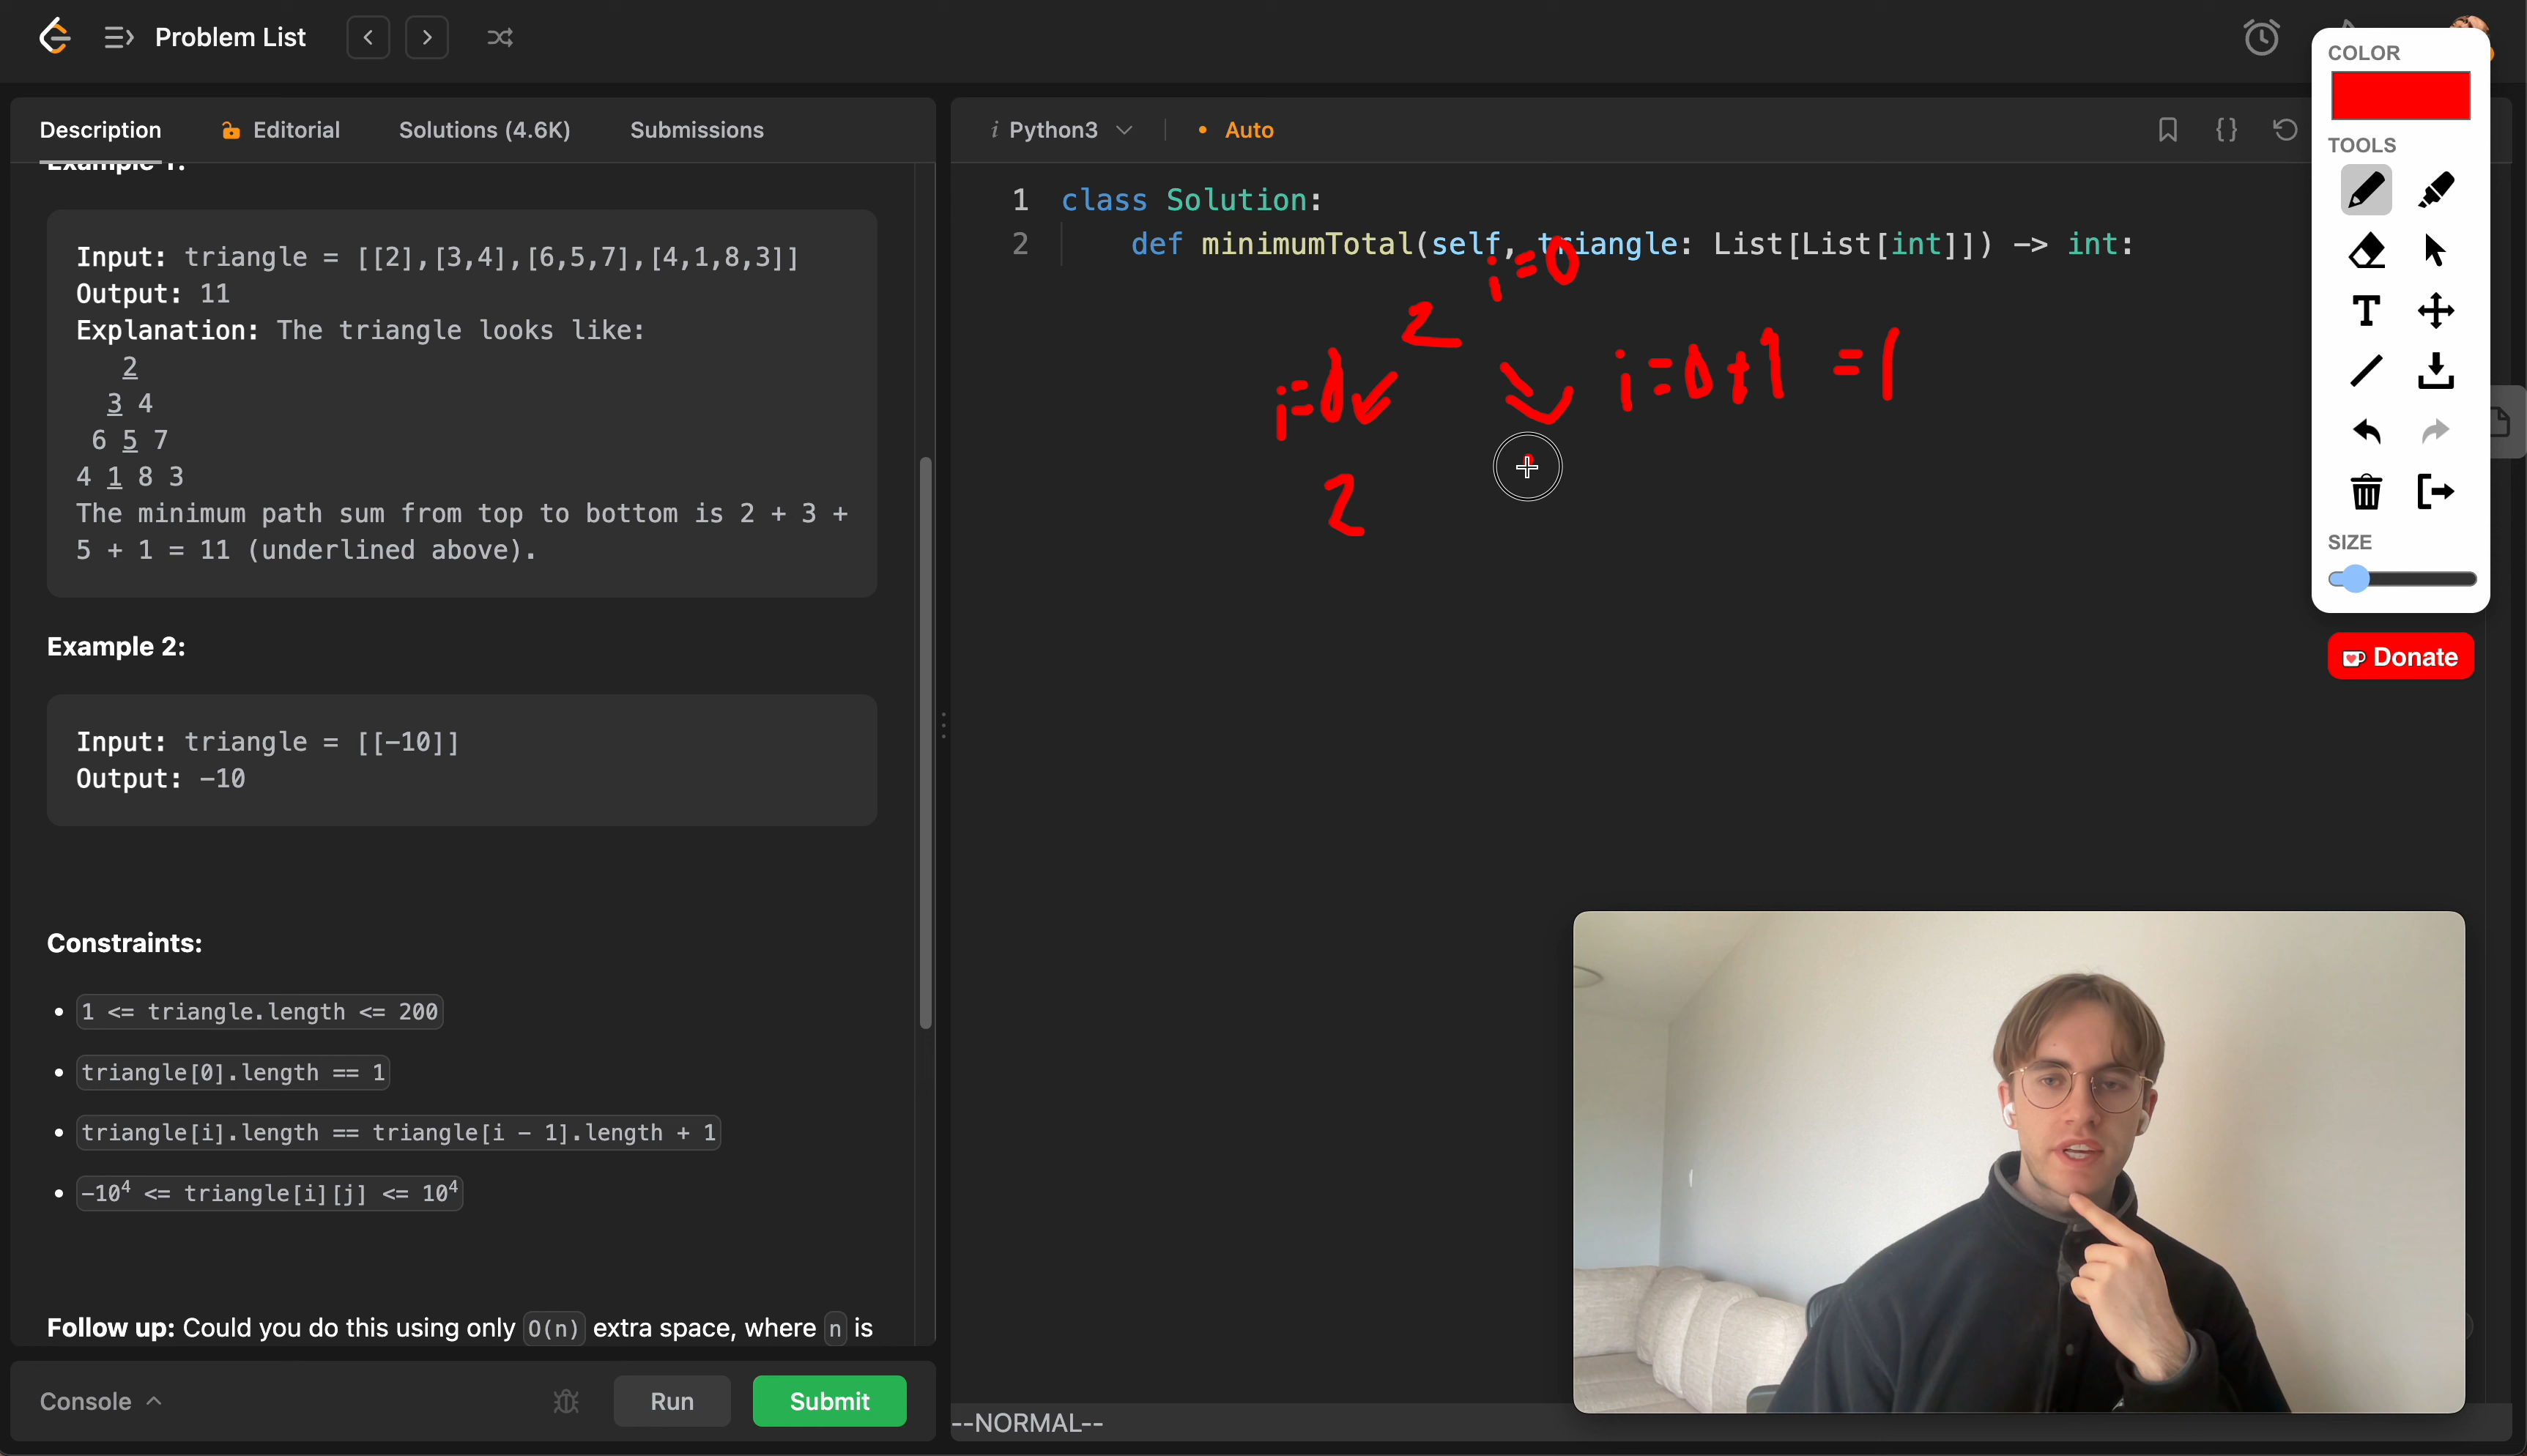 Problem List
Description Editorial Solutions (4.6K) Submissions
Example 1:
Input: triangle = [[2],[3,4],[6,5,7],[4,1,8,3]]
Output: 11
Explanation: The triangle looks like:
2
3 4
6 5 7
4 1 8 3
The minimum path sum from top to bottom is 2 + 3 +
5 + 1 = 11 (underlined above).
Example 2:
Input: triangle = [[-10]]
Output: -10
Constraints:
1 <= triangle.length <= 200
triangle[0].length == 1
triangle[i].length == triangle[i - 1].length + 1
-10⁴ <= triangle[i][j] <= 10⁴
Follow up: Could you do this using only O(n) extra space, where n is
Console Run Submit
i Python3 Auto
1 class Solution:
2 def minimumTotal(self, triangle: List[List[int]]) -> int:
i=0
2
i=0 i=0+1 =1
2
--NORMAL--
COLOR
TOOLS
T
SIZE
Donate